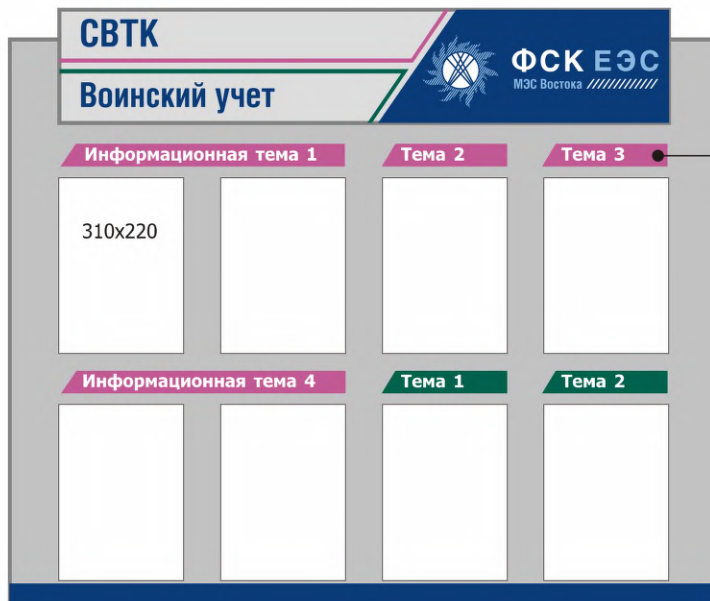 СВТК
Воинский учет
ФСК ЕЭС
МЭС Востока
Информационная тема 1
Тема 2
Тема 3
310x220
Информационная тема 4
Тема 1
Тема 2